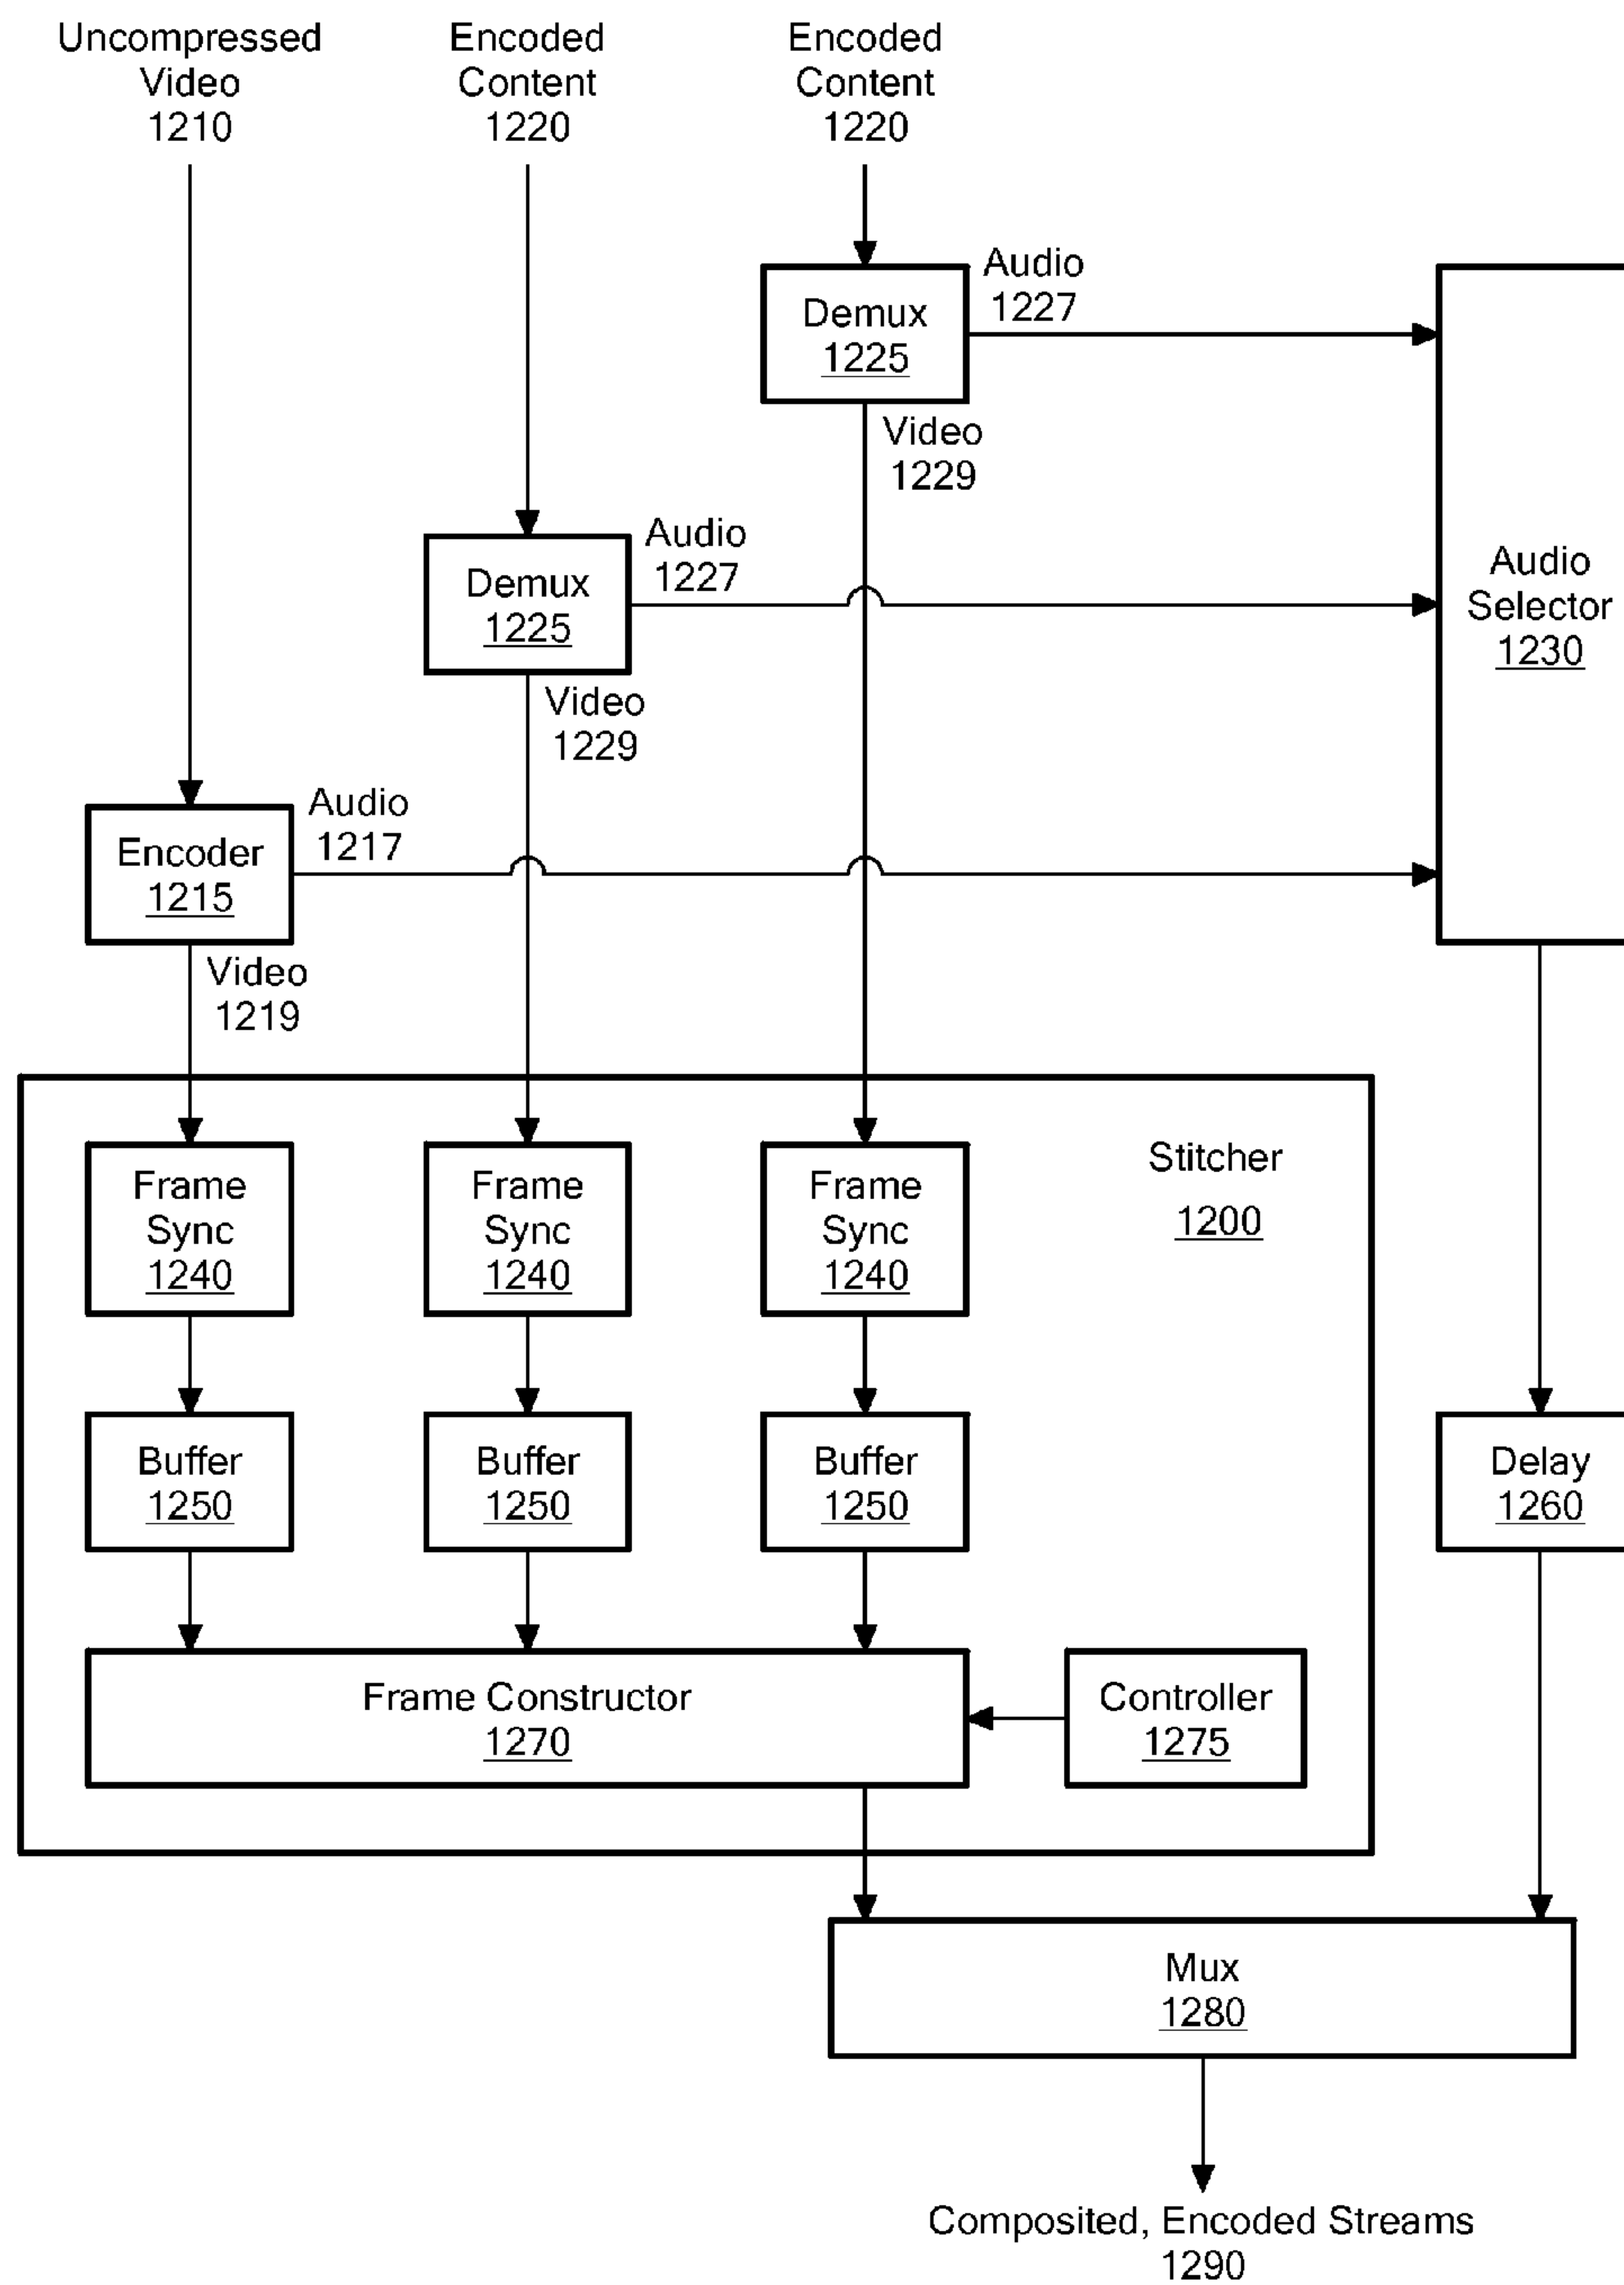 Uncompressed
Video
1210
Encoded
Content
1220
Encoded
Content
1220
Demux
1225
Audio
1227
Video
1229
Demux
1225
Audio
1227
Video
1229
Audio
Selector
1230
Encoder
1215
Audio
1217
Video
1219
Stitcher
1200
Frame
Sync
1240
Frame
Sync
1240
Frame
Sync
1240
Buffer
1250
Buffer
1250
Buffer
1250
Delay
1260
Frame Constructor
1270
Controller
1275
Mux
1280
Composited, Encoded Streams
1290